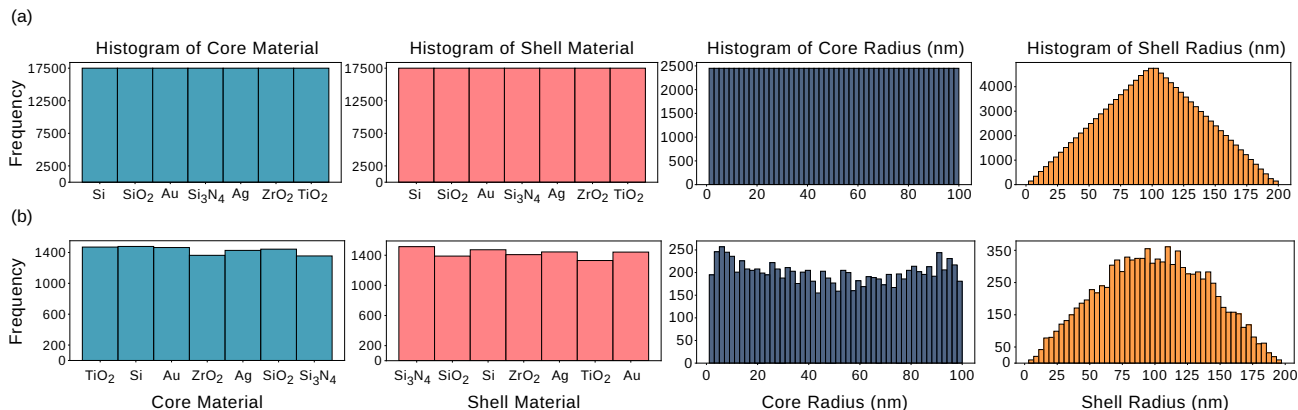 (a)
Histogram of Core Material
Histogram of Shell Material
Histogram of Core Radius (nm)
Histogram of Shell Radius (nm)
Frequency
17500
12500
7500
2500
0
Si SiO2 Au Si3N4 Ag ZrO2 TiO2
17500
12500
7500
2500
0
Si SiO2 Au Si3N4 Ag ZrO2 TiO2
2500
2000
1500
1000
500
0
0 20 40 60 80 100
4000
3000
2000
1000
0
0 25 50 75 100 125 150 175 200
(b)
Frequency
1400
1000
600
200
0
TiO2 Si Au ZrO2 Ag SiO2 Si3N4
Core Material
1400
1000
600
200
0
Si3N4 SiO2 Si ZrO2 Ag TiO2 Au
Shell Material
250
200
150
100
50
0
0 20 40 60 80 100
Core Radius (nm)
350
250
150
50
0
0 25 50 75 100 125 150 175 200
Shell Radius (nm)